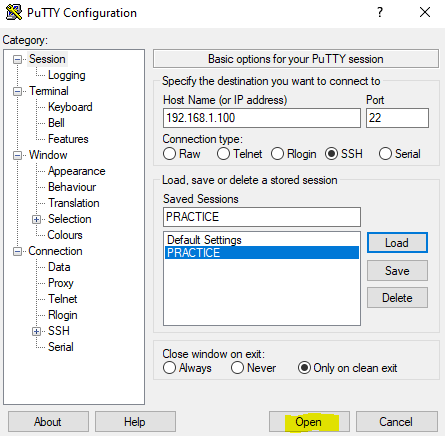 PuTTY Configuration
?
Category:
Session
Logging
Terminal
Keyboard
Bell
Features
Window
Appearance
Behaviour
Translation
Selection
Colours
Connection
Data
Proxy
Telnet
Rlogin
SSH
Serial
Basic options for your PuTTY session
Specify the destination you want to connect to
Host Name (or IP address) Port
192.168.1.100 22
Connection type:
Raw Telnet Rlogin SSH Serial
Load, save or delete a stored session
Saved Sessions
PRACTICE
Default Settings
PRACTICE
Load
Save
Delete
Close window on exit:
Always Never Only on clean exit
About Help Open Cancel